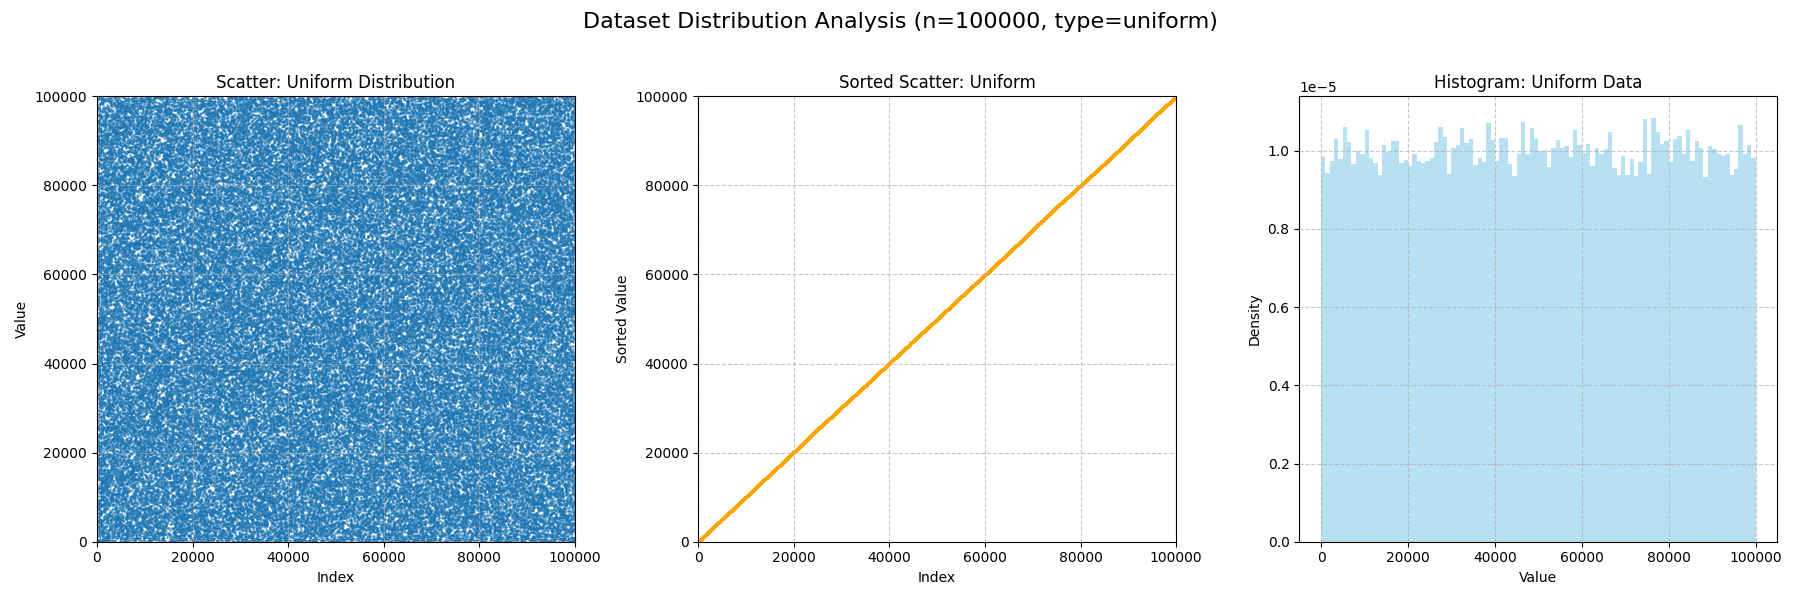 Dataset Distribution Analysis (n=100000, type=uniform)
Scatter: Uniform Distribution
100000
80000
60000
40000
20000
0
Value
0 20000 40000 60000 80000 100000
Index
Sorted Scatter: Uniform
100000
80000
60000
40000
20000
0
Sorted Value
0 20000 40000 60000 80000 100000
Index
Histogram: Uniform Data
1e−5
1.0
0.8
0.6
0.4
0.2
0.0
Density
0 20000 40000 60000 80000 100000
Value